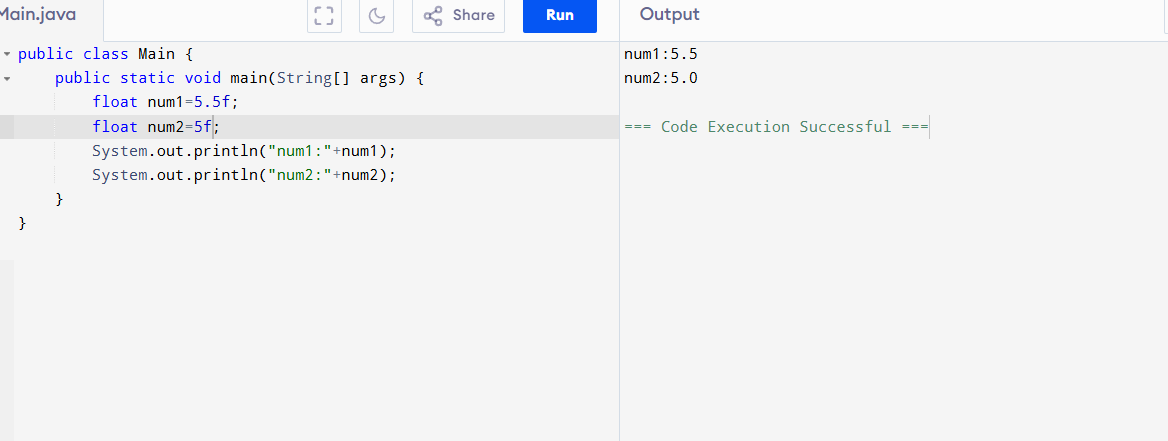 Main.java
Share
Run
Output
public class Main {
public static void main(String[] args) {
float num1=5.5f;
float num2=5f;
System.out.println("num1:"+num1);
System.out.println("num2:"+num2);
}
}
num1:5.5
num2:5.0
=== Code Execution Successful ===